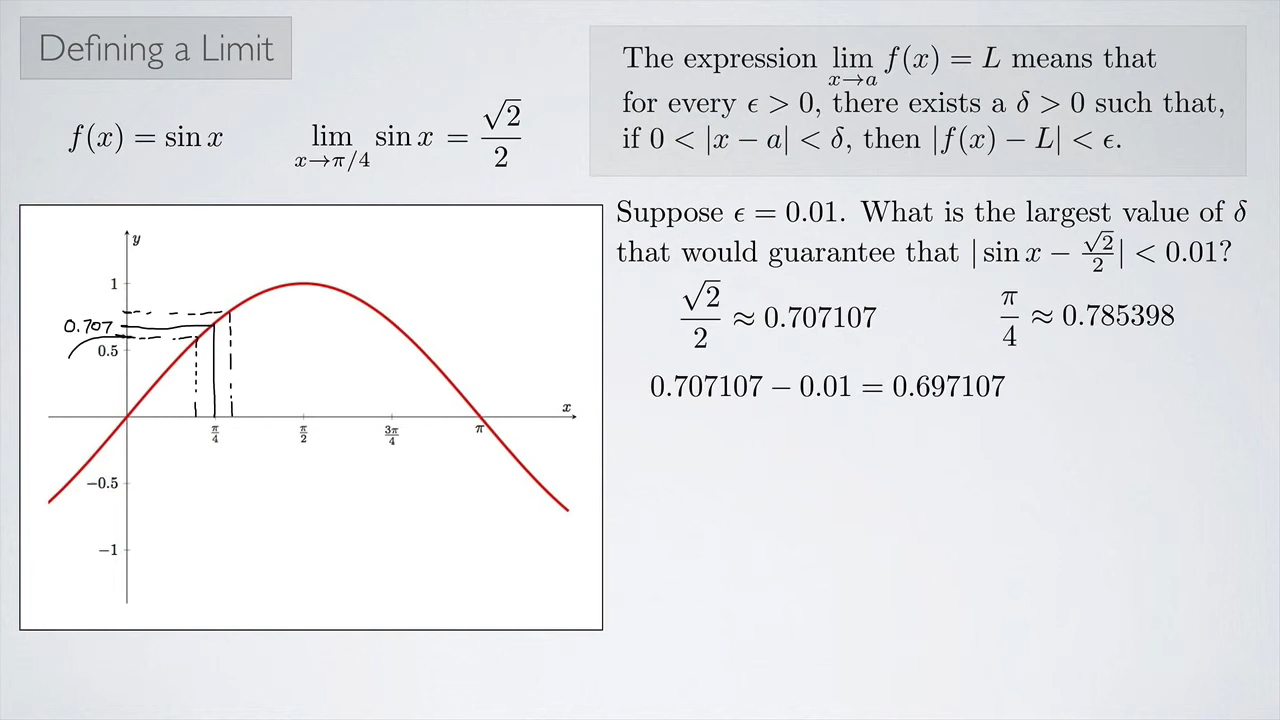 Defining a Limit
f(x) = sin x
lim x→π/4 sin x = √2/2
The expression lim x→a f(x) = L means that
for every ϵ > 0, there exists a δ > 0 such that,
if 0 < |x − a| < δ, then |f(x) − L| < ϵ.
Suppose ϵ = 0.01. What is the largest value of δ
that would guarantee that | sin x − √2/2| < 0.01?
√2/2 ≈ 0.707107
π/4 ≈ 0.785398
0.707107 − 0.01 = 0.697107
y
1
0.707
0.5
x
π/4
π/2
3π/4
π
−0.5
−1